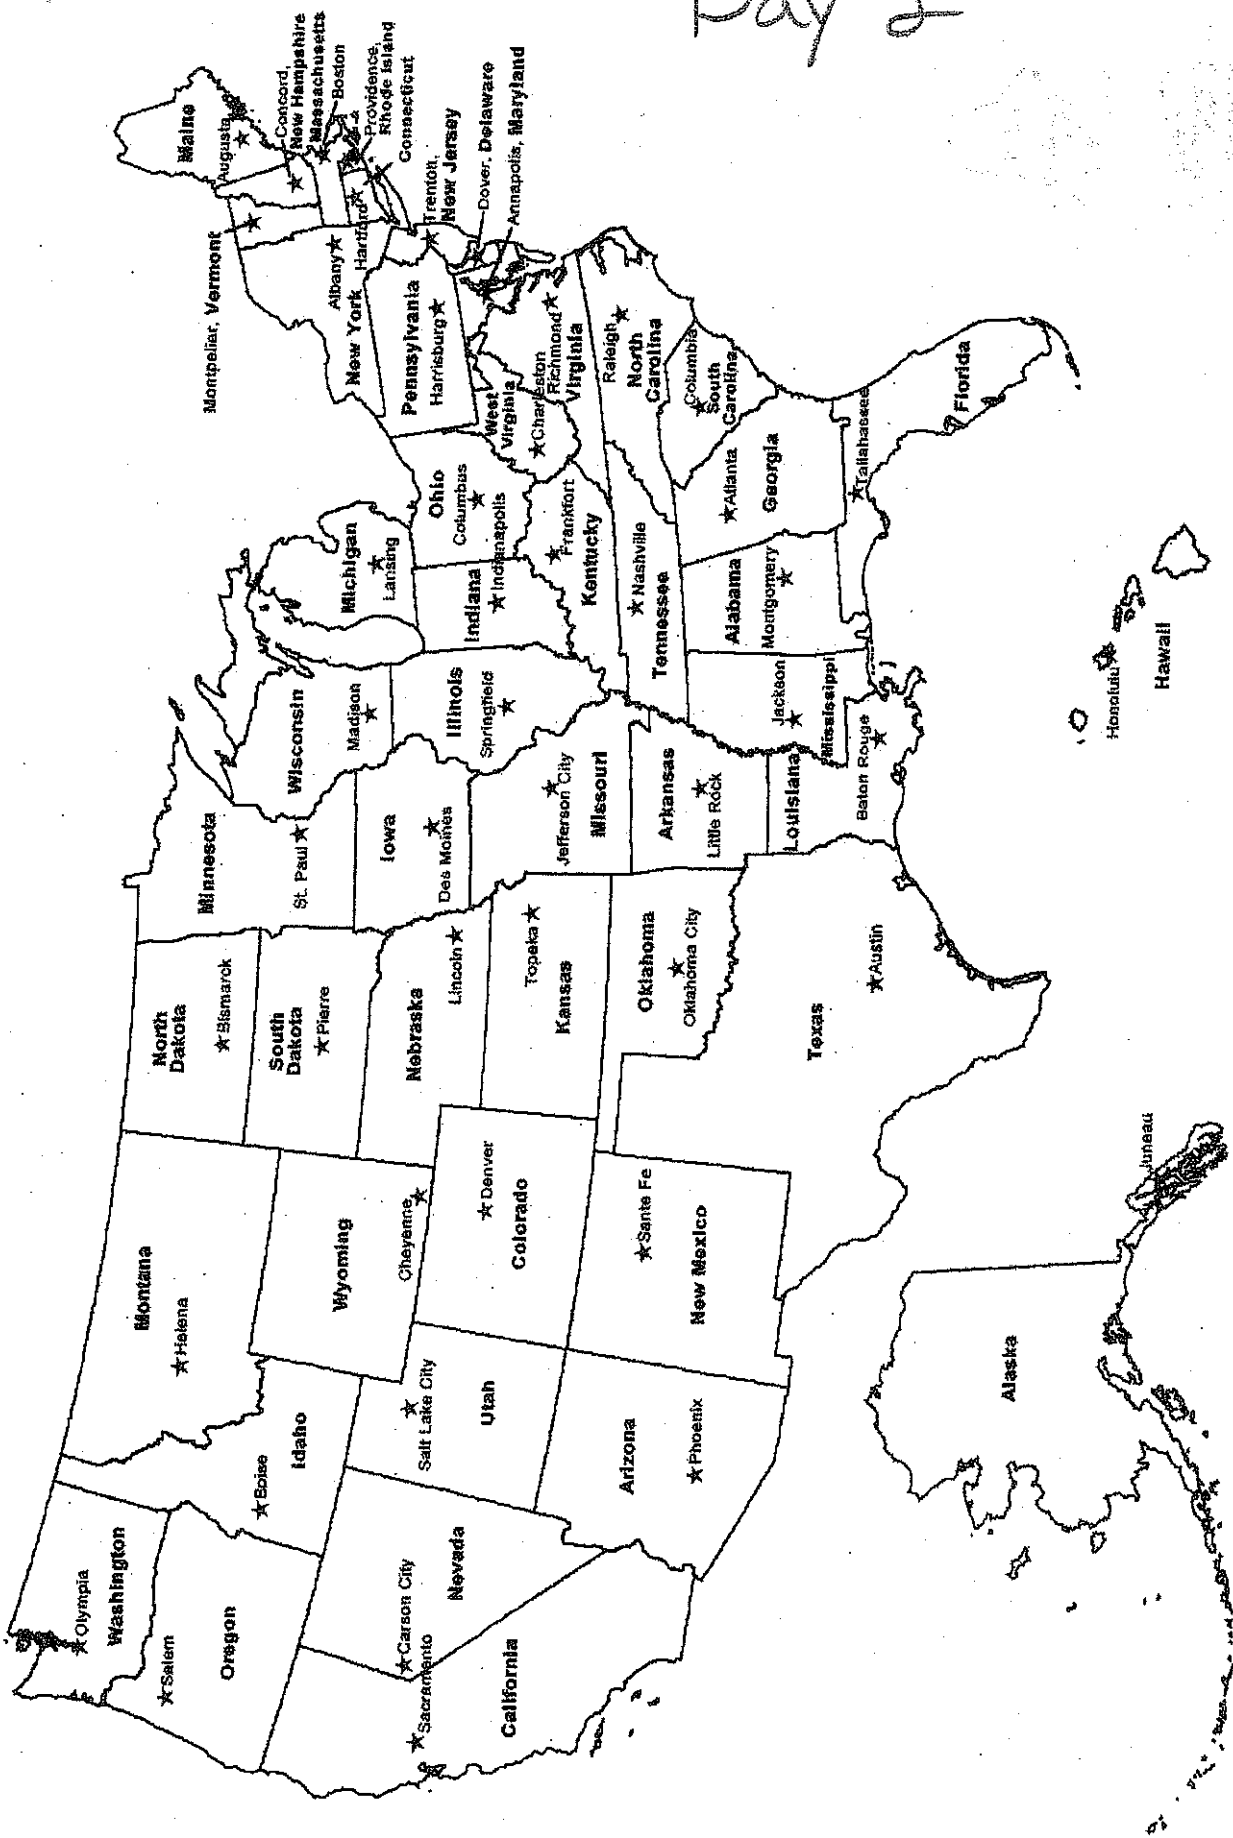 Day 2
Maine
Augusta
Concord,
New Hampshire
Massachusetts
Boston
Providence,
Rhode Island
Connecticut
Montpelier, Vermont
Albany
Hartford
New York
Trenton,
New Jersey
Dover, Delaware
Annapolis, Maryland
Pennsylvania
Harrisburg
West
Virginia
Charleston
Richmond
Virginia
Raleigh
North
Carolina
Columbia
South
Carolina
Ohio
Columbus
Michigan
Lansing
Indiana
Indianapolis
Frankfort
Kentucky
Nashville
Tennessee
Atlanta
Georgia
Tallahassee
Florida
Alabama
Montgomery
Wisconsin
Madison
Illinois
Springfield
Jackson
Mississippi
Minnesota
St. Paul
Iowa
Des Moines
Jefferson City
Missouri
Arkansas
Little Rock
Louisiana
Baton Rouge
North
Dakota
Bismarck
South
Dakota
Pierre
Nebraska
Lincoln
Topeka
Kansas
Oklahoma
Oklahoma City
Texas
Austin
Montana
Helena
Wyoming
Cheyenne
Denver
Colorado
Sante Fe
New Mexico
Idaho
Boise
Salt Lake City
Utah
Arizona
Phoenix
Olympia
Washington
Salem
Oregon
Carson City
Nevada
Sacramento
California
Alaska
Juneau
Honolulu
Hawaii